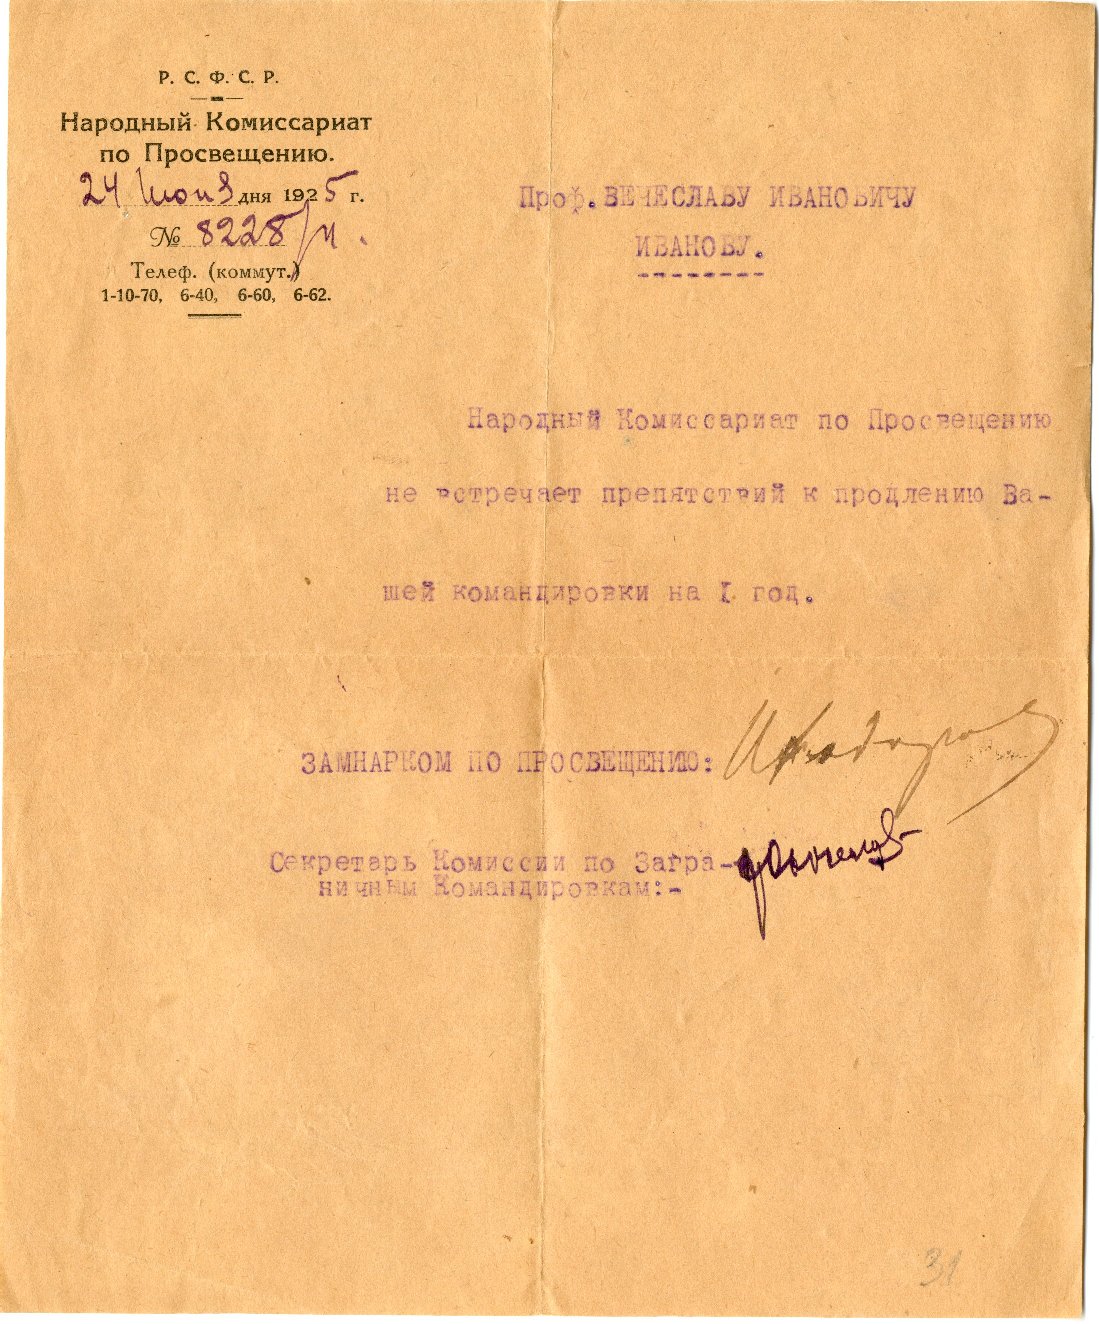 Р. С. Ф. С. Р.
Народный Комиссариат
по Просвещению.
24 Июня дня 1925 г.
№ 8228/м.
Телеф. (коммут.)
1-10-70, 6-40, 6-60, 6-62.
Проф. ВЕЧЕСЛАВУ ИВАНОВИЧУ
ИВАНОВУ.
Народный Комиссариат по Просвещению
не встречает препятствий к продлению Ва-
шей командировки на I год.
ЗАМНАРКОМ ПО ПРОСВЕЩЕНИЮ:
Секретарь Комиссии по Загра-
ничным Командировкам:-
31